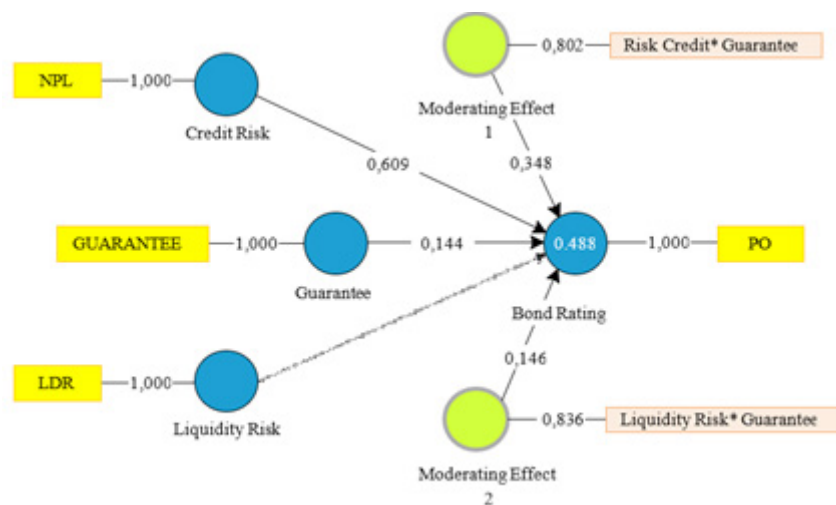 0,802
Risk Credit* Guarantee
NPL
1,000
Moderating Effect
1
Credit Risk
0,348
0,609
GUARANTEE
1,000
0,144
0.488
1,000
PO
Guarantee
Bond Rating
0,146
LDR
1,000
Liquidity Risk
0,836
Liquidity Risk* Guarantee
Moderating Effect
2